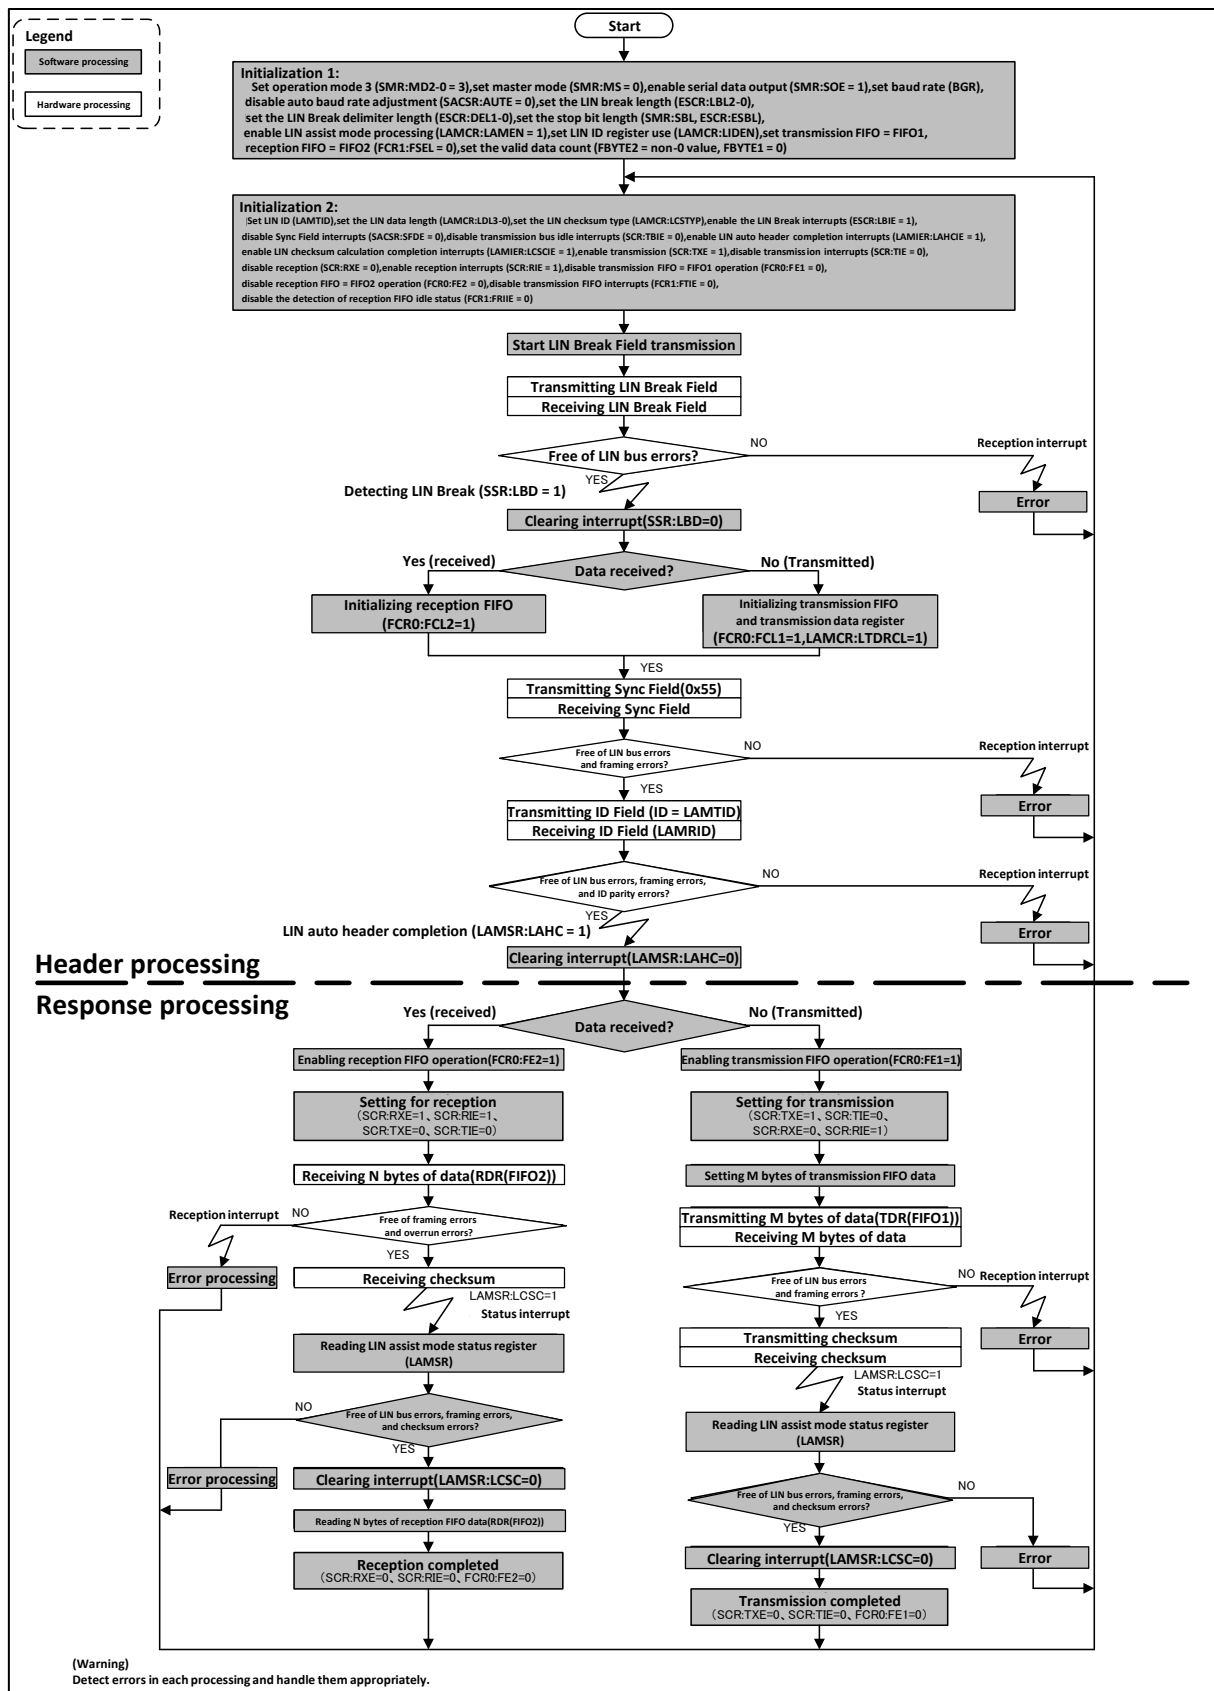 Start
Legend
Software processing
Hardware processing
Initialization 1:
Set operation mode 3 (SMR:MD2-0 = 3),set master mode (SMR:MS = 0),enable serial data output (SMR:SOE = 1),set baud rate (BGR),
disable auto baud rate adjustment (SACSR:AUTE = 0),set the LIN break length (ESCR:LBL2-0)
,set the LIN Break delimiter length (ESCR:DEL1-0),set the stop bit length (SMR:SBL, ESCR:ESBL)
,enable LIN assist mode processing (LAMCR:LAMEN = 1),set LIN ID register use (LAMCR:LIDEN),set transmission FIFO = FIFO1,
reception FIFO = FIFO2 (FCR1:FSEL = 0),set the valid data count (FBYTE2 = non-0 value, FBYTE1 = 0)
Initialization 2:
Set LIN ID (LAMTID),set the LIN data length (LAMCR:LDL3-0),set the LIN checksum type (LAMCR:LCSTYP),enable the LIN Break interrupts (ESCR:LBIE = 1),
disable Sync Field interrupts (SACSR:SFDE = 0),disable transmission bus idle interrupts (SCR:TBIE = 0),enable LIN auto header completion interrupts (LAMIER:LAHCIE = 1),
enable LIN checksum calculation completion interrupts (LAMIER:LCSCIE = 1),enable transmission (SCR:TXE = 1),disable transmission interrupts (SCR:TIE = 0),
disable reception (SCR:RXE = 0),enable reception interrupts (SCR:RIE = 1),disable transmission FIFO = FIFO1 operation (FCR0:FE1 = 0),
disable reception FIFO = FIFO2 operation (FCR0:FE2 = 0),disable transmission FIFO interrupts (FCR1:FTIE = 0),
disable the detection of reception FIFO idle status (FCR1:FRIIE = 0)
Start LIN Break Field transmission
Transmitting LIN Break Field
Receiving LIN Break Field
Free of LIN bus errors?
NO
Reception interrupt
YES
Error
Detecting LIN Break (SSR:LBD = 1)
Clearing interrupt(SSR:LBD=0)
Yes (received)
Data received?
No (Transmitted)
Initializing reception FIFO
(FCR0:FCL2=1)
Initializing transmission FIFO
and transmission data register
(FCR0:FCL1=1,LAMCR:LTDRCL=1)
YES
Transmitting Sync Field(0x55)
Receiving Sync Field
Free of LIN bus errors
and framing errors?
NO
Reception interrupt
YES
Error
Transmitting ID Field (ID = LAMTID)
Receiving ID Field (LAMRID)
Free of LIN bus errors, framing errors,
and ID parity errors?
NO
Reception interrupt
YES
Error
LIN auto header completion (LAMSR:LAHC = 1)
Clearing interrupt(LAMSR:LAHC=0)
Header processing
Response processing
Yes (received)
Data received?
No (Transmitted)
Enabling reception FIFO operation(FCR0:FE2=1)
Enabling transmission FIFO operation(FCR0:FE1=1)
Setting for reception
(SCR:RXE=1、SCR:RIE=1、
SCR:TXE=0、SCR:TIE=0)
Setting for transmission
(SCR:TXE=1、SCR:TIE=0、
SCR:RXE=0、SCR:RIE=1)
Receiving N bytes of data(RDR(FIFO2))
Setting M bytes of transmission FIFO data
Reception interrupt
NO
Free of framing errors
and overrun errors?
YES
Transmitting M bytes of data(TDR(FIFO1))
Receiving M bytes of data
Error processing
Receiving checksum
LAMSR:LCSC=1
Status interrupt
Free of LIN bus errors
and framing errors ?
NO
Reception interrupt
YES
Error
Transmitting checksum
Receiving checksum
LAMSR:LCSC=1
Status interrupt
Reading LIN assist mode status register
(LAMSR)
NO
Free of LIN bus errors, framing errors,
and checksum errors?
YES
Reading LIN assist mode status register
(LAMSR)
Error processing
Clearing interrupt(LAMSR:LCSC=0)
Free of LIN bus errors, framing errors,
and checksum errors?
NO
YES
Reading N bytes of reception FIFO data(RDR(FIFO2))
Clearing interrupt(LAMSR:LCSC=0)
Error
Reception completed
(SCR:RXE=0、SCR:RIE=0、FCR0:FE2=0)
Transmission completed
(SCR:TXE=0、SCR:TIE=0、FCR0:FE1=0)
(Warning)
Detect errors in each processing and handle them appropriately.